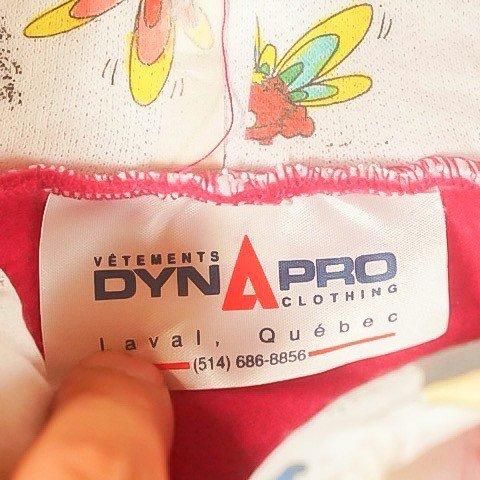 VÊTEMENTS
DYNAPRO
CLOTHING
Laval, Québec
(514) 686-8856